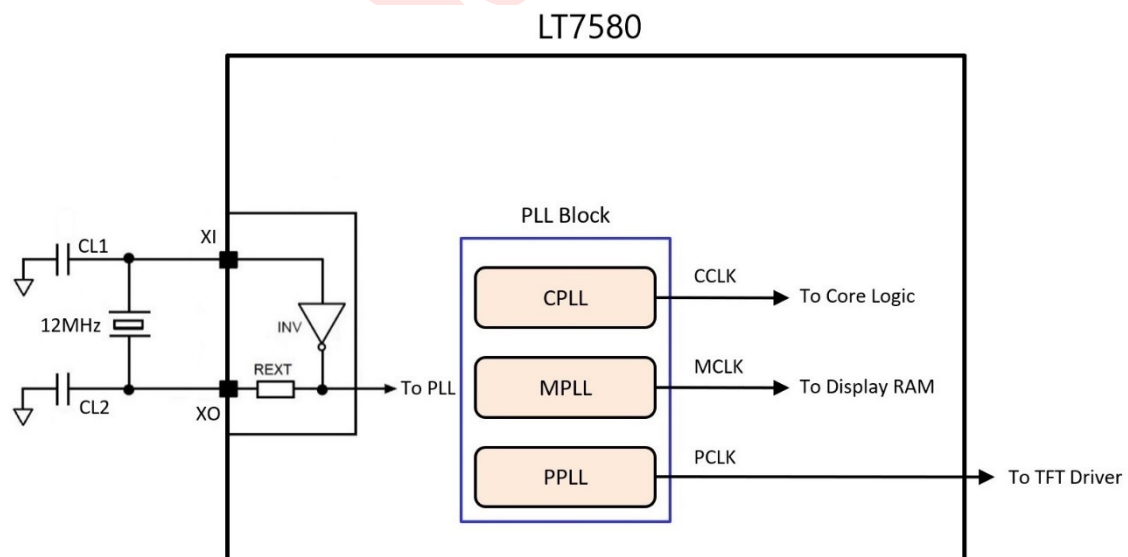 LT7580
PLL Block
XI
CL1
12MHz
CL2
XO
INV
REXT
To PLL
CPLL
CCLK
To Core Logic
MPLL
MCLK
To Display RAM
PPLL
PCLK
To TFT Driver